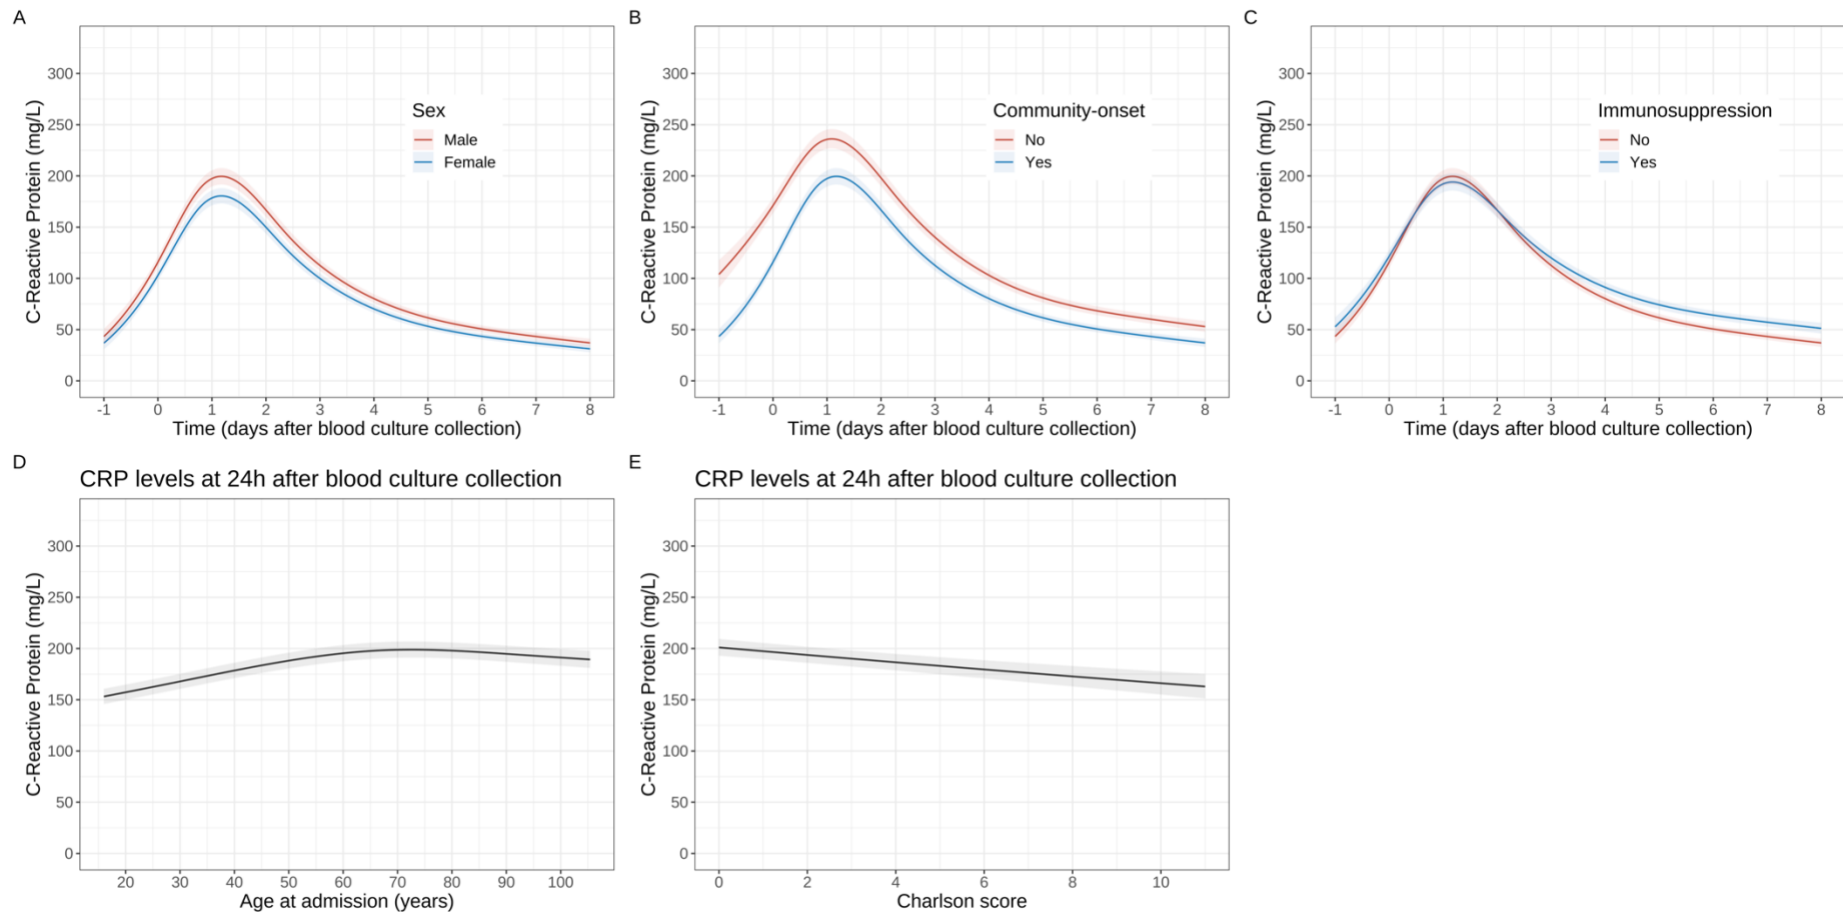 A
C-Reactive Protein (mg/L)
300
250
200
150
100
50
0
-1 0 1 2 3 4 5 6 7 8
Time (days after blood culture collection)
Sex
Male
Female
B
C-Reactive Protein (mg/L)
300
250
200
150
100
50
0
-1 0 1 2 3 4 5 6 7 8
Time (days after blood culture collection)
Community-onset
No
Yes
C
C-Reactive Protein (mg/L)
300
250
200
150
100
50
0
-1 0 1 2 3 4 5 6 7 8
Time (days after blood culture collection)
Immunosuppression
No
Yes
D
CRP levels at 24h after blood culture collection
C-Reactive Protein (mg/L)
300
250
200
150
100
50
0
20 30 40 50 60 70 80 90 100
Age at admission (years)
E
CRP levels at 24h after blood culture collection
C-Reactive Protein (mg/L)
300
250
200
150
100
50
0
0 2 4 6 8 10
Charlson score